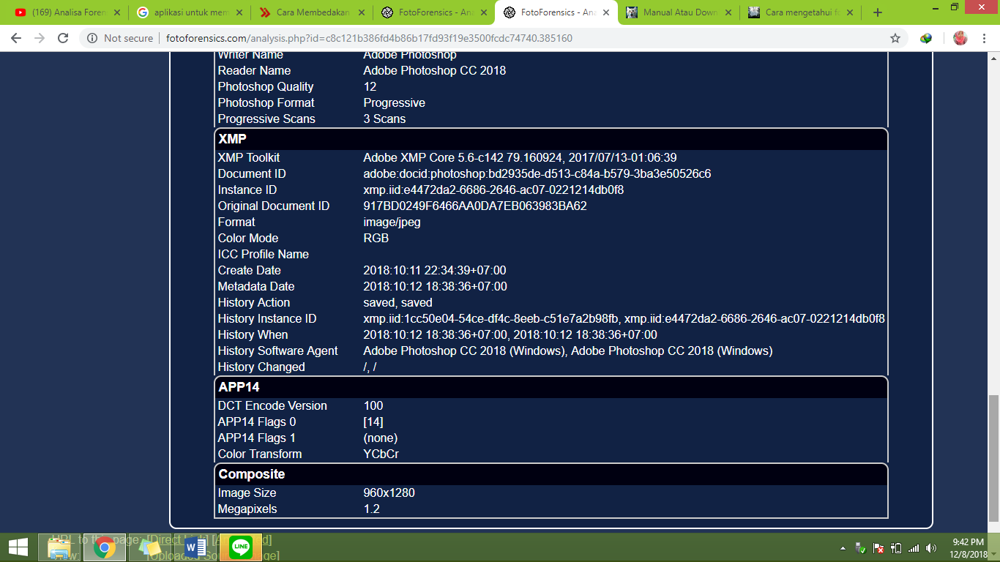 (169) Analisa Foren
aplikasi untuk mem
Cara Membedakan
FotoForensics - Ana
FotoForensics - Ana
Manual Atau Down
Cara mengetahui f
Not secure
fotoforensics.com/analysis.php?id=c8c121b386fd4b86b17fd93f19e3500fcdc74740.385160
Writer Name Adobe Photoshop
Reader Name Adobe Photoshop CC 2018
Photoshop Quality 12
Photoshop Format Progressive
Progressive Scans 3 Scans
XMP
XMP Toolkit Adobe XMP Core 5.6-c142 79.160924, 2017/07/13-01:06:39
Document ID adobe:docid:photoshop:bd2935de-d513-c84a-b579-3ba3e50526c6
Instance ID xmp.iid:e4472da2-6686-2646-ac07-0221214db0f8
Original Document ID 917BD0249F6466AA0DA7EB063983BA62
Format image/jpeg
Color Mode RGB
ICC Profile Name
Create Date 2018:10:11 22:34:39+07:00
Metadata Date 2018:10:12 18:38:36+07:00
History Action saved, saved
History Instance ID xmp.iid:1cc50e04-54ce-df4c-8eeb-c51e7a2b98fb, xmp.iid:e4472da2-6686-2646-ac07-0221214db0f8
History When 2018:10:12 18:38:36+07:00, 2018:10:12 18:38:36+07:00
History Software Agent Adobe Photoshop CC 2018 (Windows), Adobe Photoshop CC 2018 (Windows)
History Changed /, /
APP14
DCT Encode Version 100
APP14 Flags 0 [14]
APP14 Flags 1 (none)
Color Transform YCbCr
Composite
Image Size 960x1280
Megapixels 1.2
LINE
9:42 PM
12/8/2018